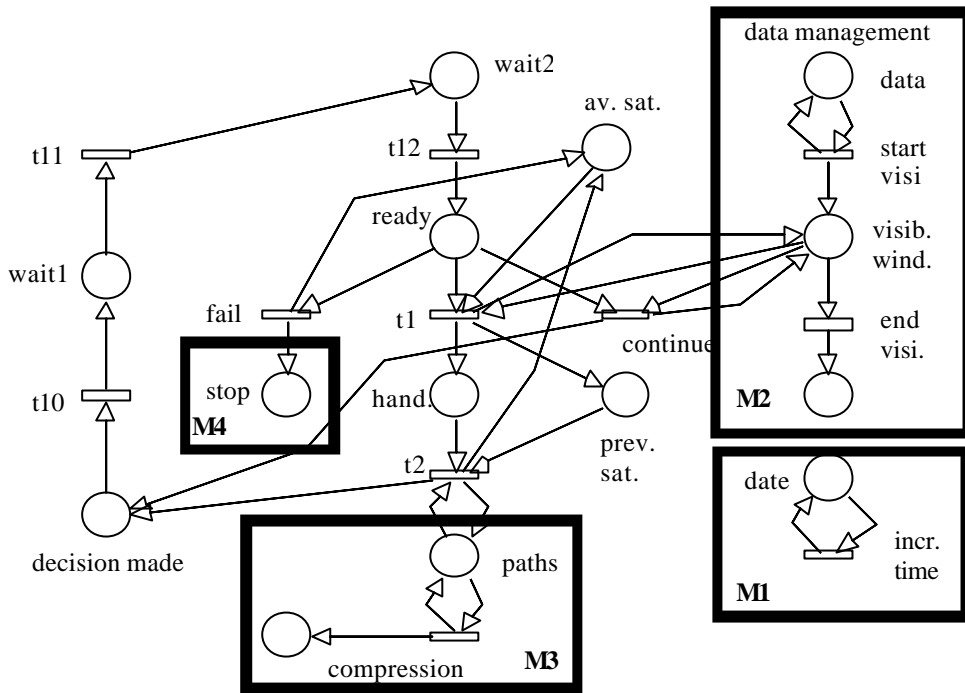 data management
wait2
data
av. sat.
t11
t12
start
visi
ready
visib.
wind.
wait1
fail
t1
end
visi.
continue
stop
hand.
M2
t10
M4
prev.
sat.
t2
date
decision made
paths
incr.
time
M1
compression
M3